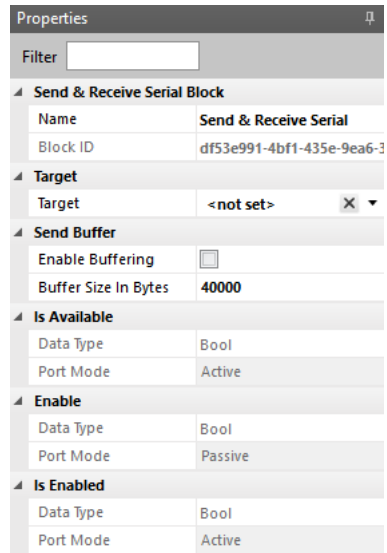 Properties
Filter
Send & Receive Serial Block
Name Send & Receive Serial
Block ID df53e991-4bf1-435e-9ea6-3
Target
Target <not set>
Send Buffer
Enable Buffering
Buffer Size In Bytes 40000
Is Available
Data Type Bool
Port Mode Active
Enable
Data Type Bool
Port Mode Passive
Is Enabled
Data Type Bool
Port Mode Active